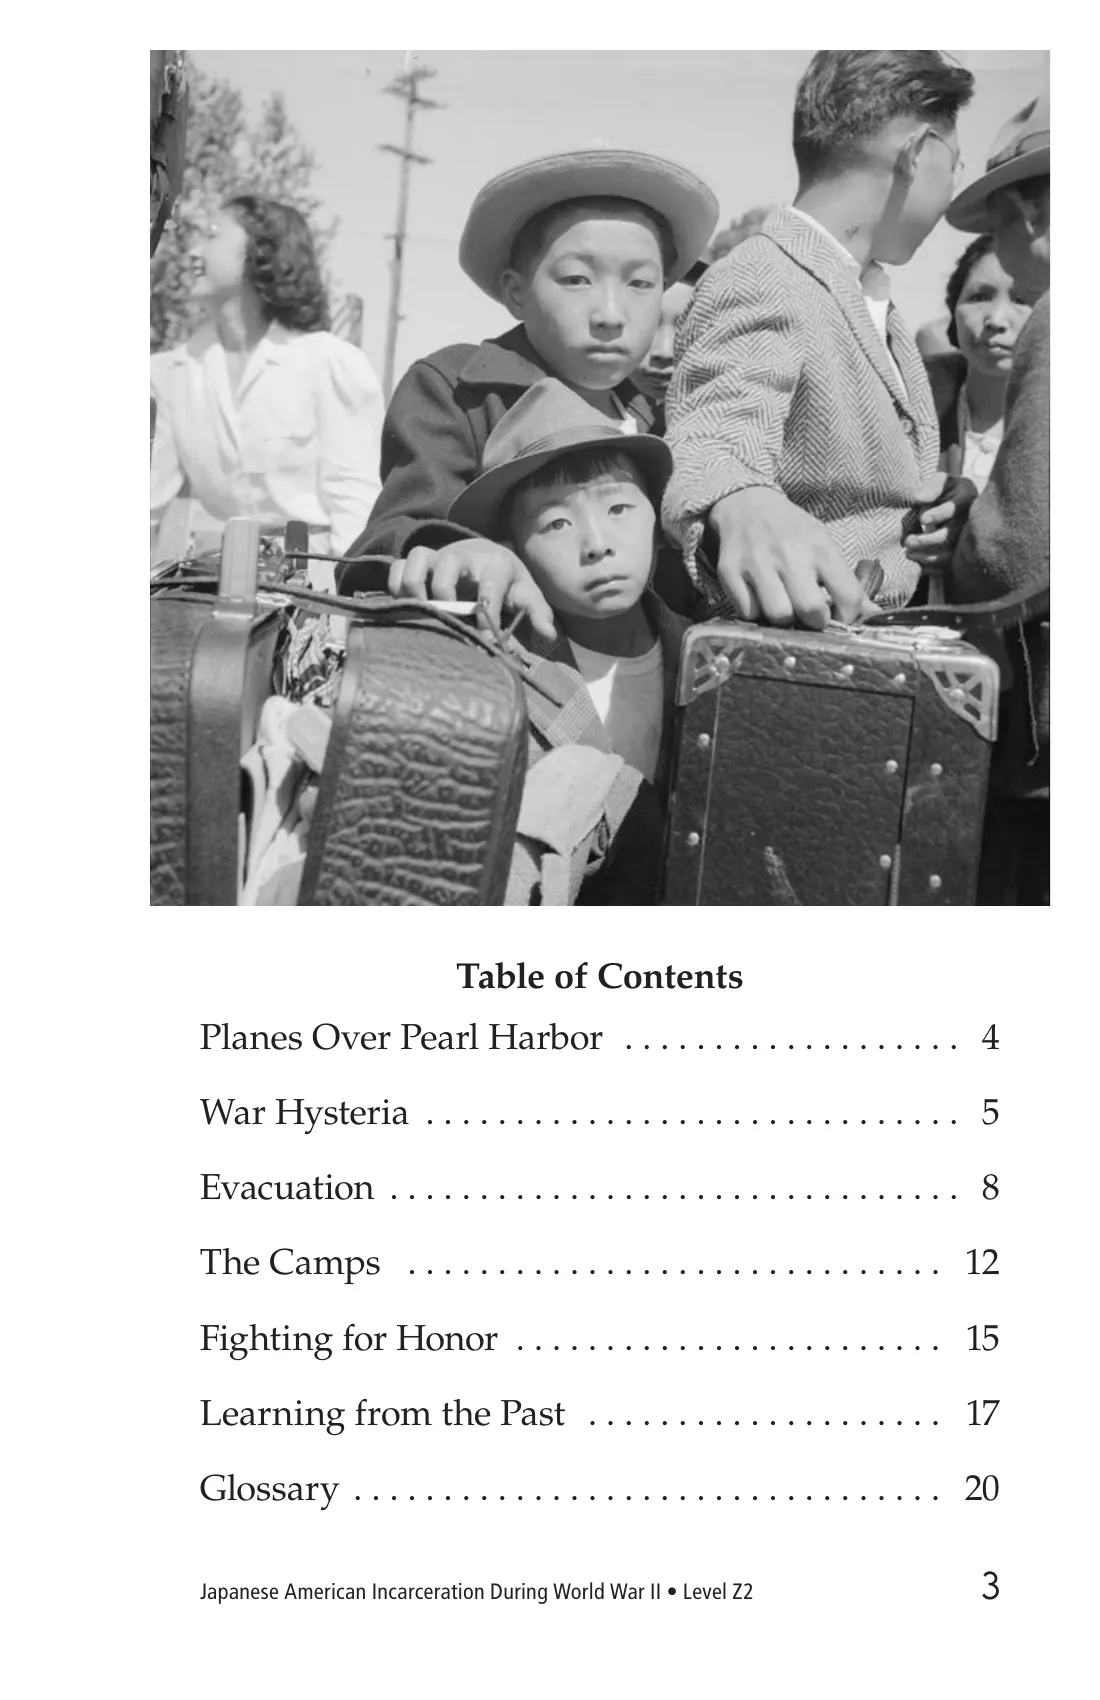 Table of Contents
Planes Over Pearl Harbor . . . . . . . . . . . . . . . . . . . 4
War Hysteria . . . . . . . . . . . . . . . . . . . . . . . . . . . . . . 5
Evacuation . . . . . . . . . . . . . . . . . . . . . . . . . . . . . . . . 8
The Camps . . . . . . . . . . . . . . . . . . . . . . . . . . . . . . 12
Fighting for Honor . . . . . . . . . . . . . . . . . . . . . . . . 15
Learning from the Past . . . . . . . . . . . . . . . . . . . . 17
Glossary . . . . . . . . . . . . . . . . . . . . . . . . . . . . . . . . . 20
Japanese American Incarceration During World War II • Level Z2 3